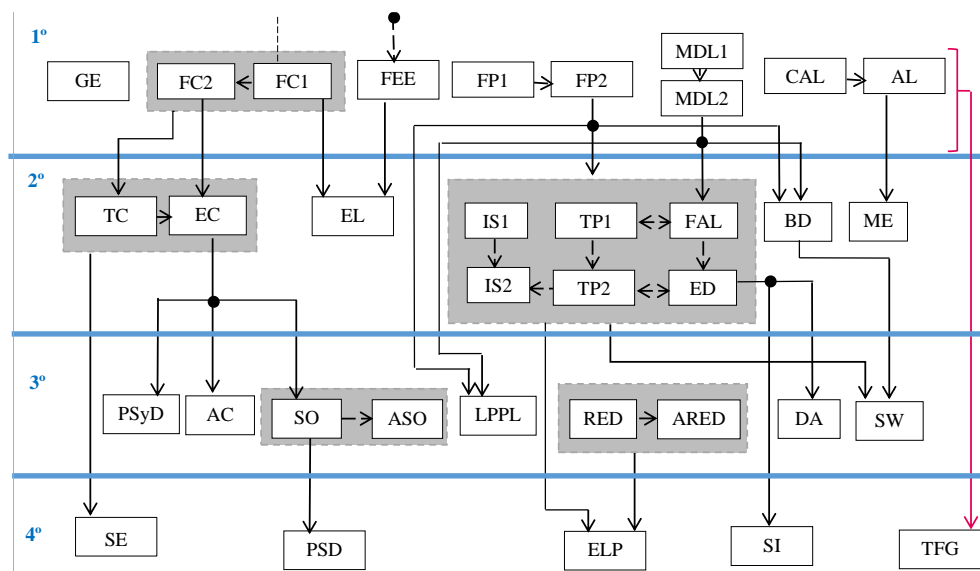 1º
GE
FC2
FC1
FEE
FP1
FP2
MDL1
MDL2
CAL
AL
2º
TC
EC
EL
IS1
TP1
FAL
BD
ME
IS2
TP2
ED
3º
PSyD
AC
SO
ASO
LPPL
RED
ARED
DA
SW
4º
SE
PSD
ELP
SI
TFG